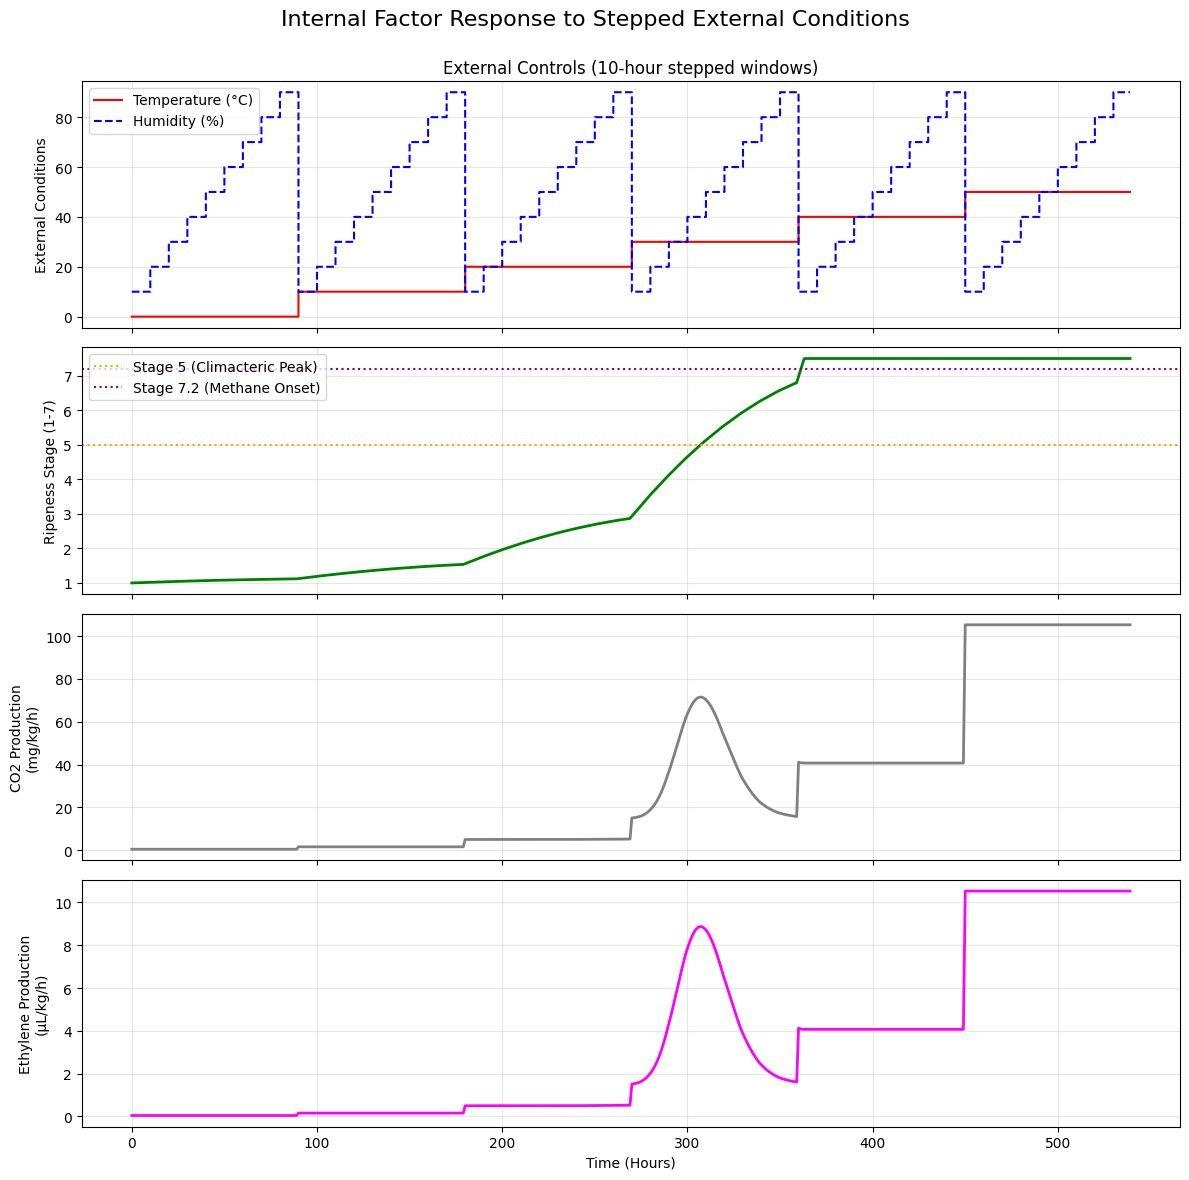 Internal Factor Response to Stepped External Conditions
External Controls (10-hour stepped windows)
Temperature (°C)
Humidity (%)
External Conditions
80
60
40
20
0
Stage 5 (Climacteric Peak)
Stage 7.2 (Methane Onset)
Ripeness Stage (1-7)
7
6
5
4
3
2
1
CO2 Production
(mg/kg/h)
100
80
60
40
20
0
Ethylene Production
(µL/kg/h)
10
8
6
4
2
0
0 100 200 300 400 500
Time (Hours)